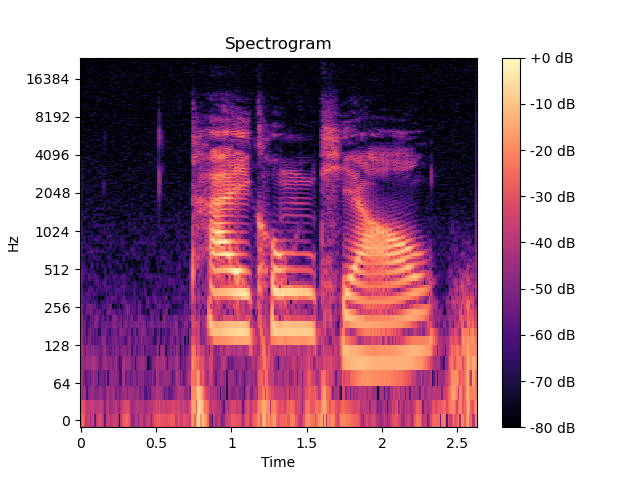 Spectrogram
16384
8192
4096
2048
1024
512
256
128
64
0
Hz
0
0.5
1
1.5
2
2.5
Time
+0 dB
-10 dB
-20 dB
-30 dB
-40 dB
-50 dB
-60 dB
-70 dB
-80 dB